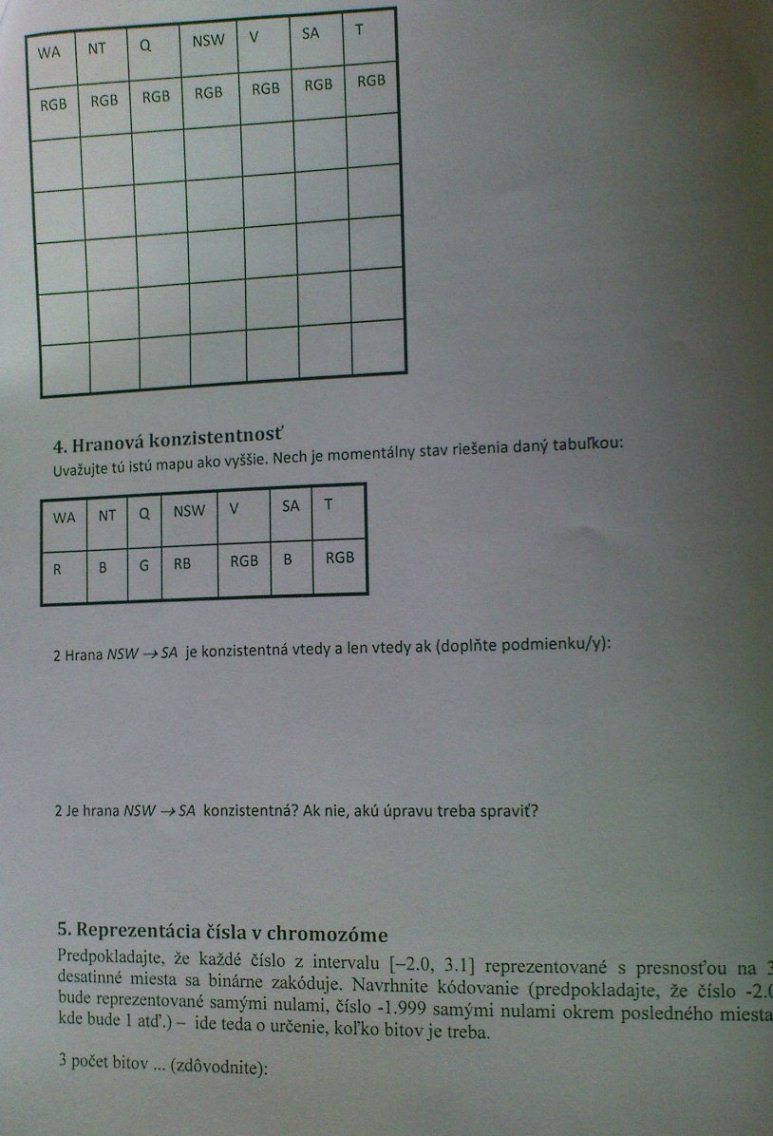 WA NT Q NSW V SA T
RGB RGB RGB RGB RGB RGB RGB
4. Hranová konzistentnosť
Uvažujte tú istú mapu ako vyššie. Nech je momentálny stav riešenia daný tabuľkou:
WA NT Q NSW V SA T
R B G RB RGB B RGB
2 Hrana NSW → SA je konzistentná vtedy a len vtedy ak (doplňte podmienku/y):
2 Je hrana NSW → SA konzistentná? Ak nie, akú úpravu treba spraviť?
5. Reprezentácia čísla v chromozóme
Predpokladajte, že každé číslo z intervalu [–2.0, 3.1] reprezentované s presnosťou na 3
desatinné miesta sa binárne zakóduje. Navrhnite kódovanie (predpokladajte, že číslo -2.0
bude reprezentované samými nulami, číslo -1.999 samými nulami okrem posledného miesta
kde bude 1 atď.) – ide teda o určenie, koľko bitov je treba.
3 počet bitov ... (zdôvodnite):